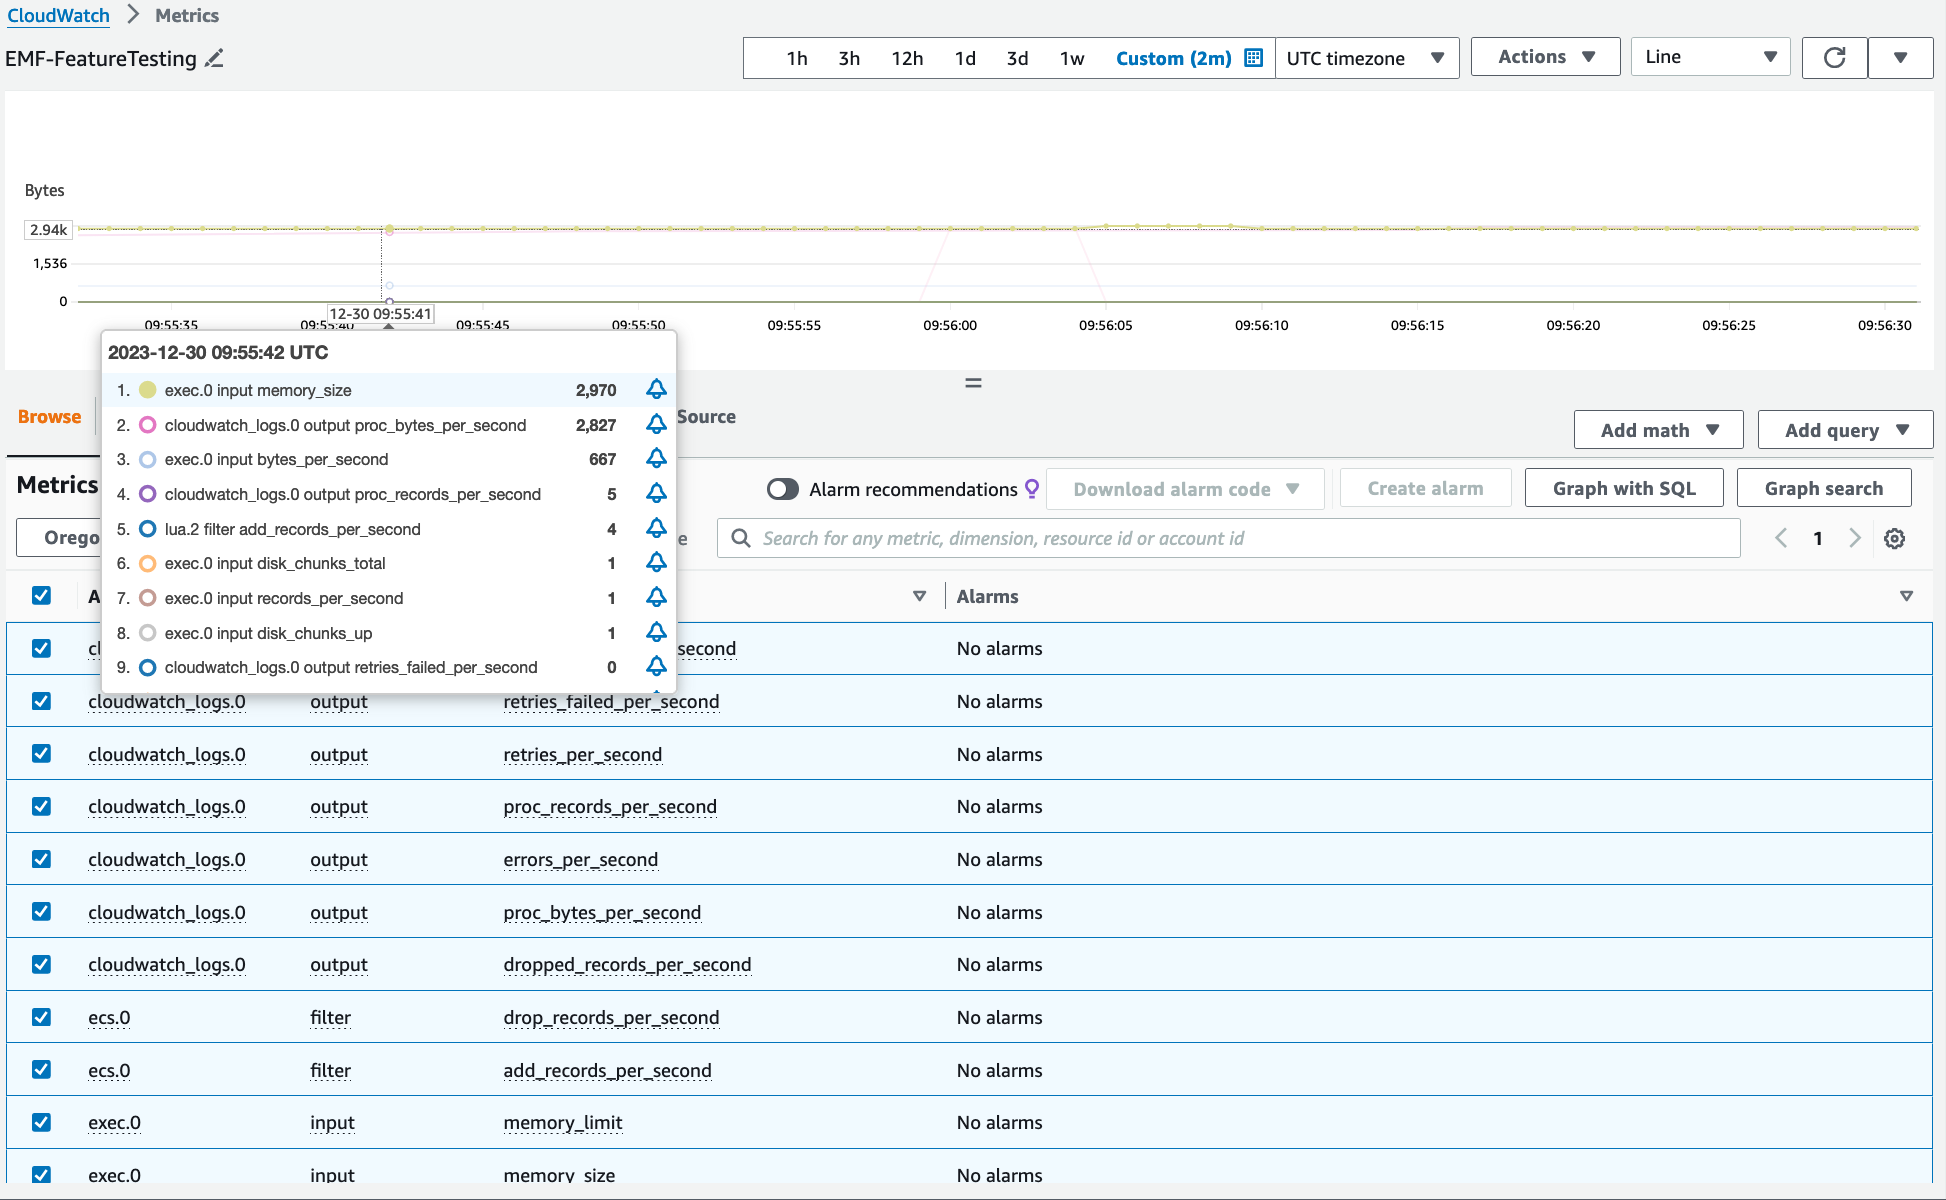 CloudWatch > Metrics
EMF-FeatureTesting
1h 3h 12h 1d 3d 1w Custom (2m) UTC timezone Actions Line
Bytes
2.94k
1,536
0
12-30 09:55:41
09:55:35 09:55:40 09:55:45 09:55:50 09:55:55 09:56:00 09:56:05 09:56:10 09:56:15 09:56:20 09:56:25 09:56:30
2023-12-30 09:55:42 UTC
1. exec.0 input memory_size 2,970
2. cloudwatch_logs.0 output proc_bytes_per_second 2,827
3. exec.0 input bytes_per_second 667
4. cloudwatch_logs.0 output proc_records_per_second 5
5. lua.2 filter add_records_per_second 4
6. exec.0 input disk_chunks_total 1
7. exec.0 input records_per_second 1
8. exec.0 input disk_chunks_up 1
9. cloudwatch_logs.0 output retries_failed_per_second 0
Browse Source Add math Add query
Metrics Alarm recommendations Download alarm code Create alarm Graph with SQL Graph search
Orego e Search for any metric, dimension, resource id or account id 1
A Alarms
cl second No alarms
cloudwatch_logs.0 output retries_failed_per_second No alarms
cloudwatch_logs.0 output retries_per_second No alarms
cloudwatch_logs.0 output proc_records_per_second No alarms
cloudwatch_logs.0 output errors_per_second No alarms
cloudwatch_logs.0 output proc_bytes_per_second No alarms
cloudwatch_logs.0 output dropped_records_per_second No alarms
ecs.0 filter drop_records_per_second No alarms
ecs.0 filter add_records_per_second No alarms
exec.0 input memory_limit No alarms
exec.0 input memory_size No alarms